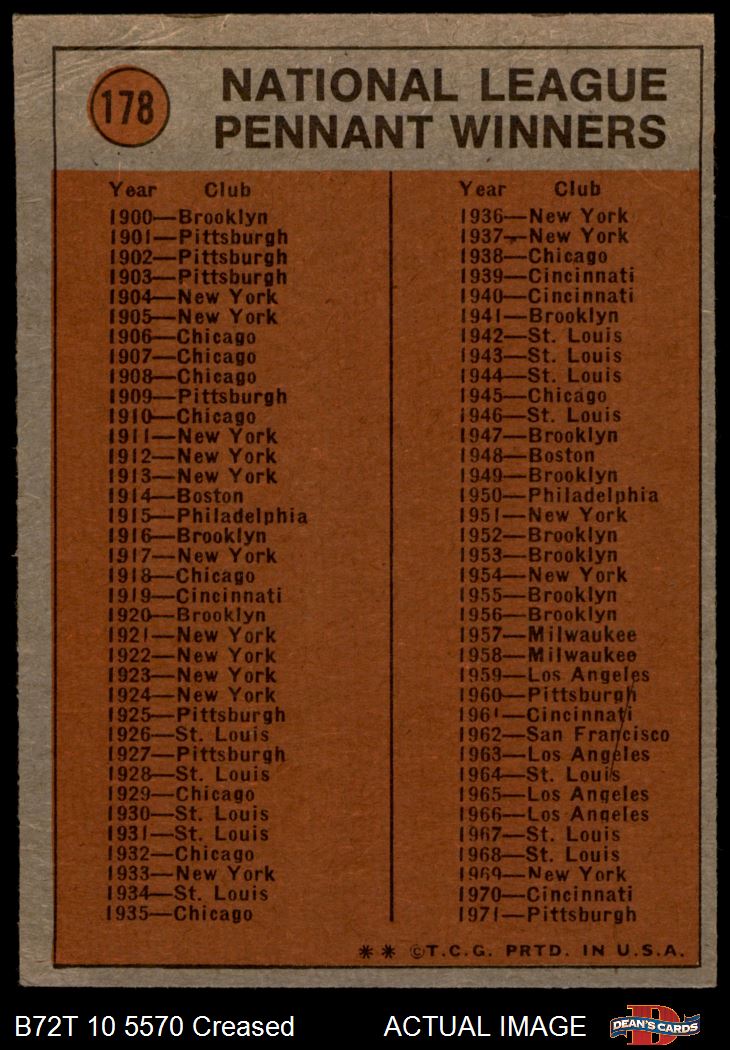 178
NATIONAL LEAGUE
PENNANT WINNERS
Year Club
1900—Brooklyn
1901—Pittsburgh
1902—Pittsburgh
1903—Pittsburgh
1904—New York
1905—New York
1906—Chicago
1907—Chicago
1908—Chicago
1909—Pittsburgh
1910—Chicago
1911—New York
1912—New York
1913—New York
1914—Boston
1915—Philadelphia
1916—Brooklyn
1917—New York
1918—Chicago
1919—Cincinnati
1920—Brooklyn
1921—New York
1922—New York
1923—New York
1924—New York
1925—Pittsburgh
1926—St. Louis
1927—Pittsburgh
1928—St. Louis
1929—Chicago
1930—St. Louis
1931—St. Louis
1932—Chicago
1933—New York
1934—St. Louis
1935—Chicago
Year Club
1936—New York
1937—New York
1938—Chicago
1939—Cincinnati
1940—Cincinnati
1941—Brooklyn
1942—St. Louis
1943—St. Louis
1944—St. Louis
1945—Chicago
1946—St. Louis
1947—Brooklyn
1948—Boston
1949—Brooklyn
1950—Philadelphia
1951—New York
1952—Brooklyn
1953—Brooklyn
1954—New York
1955—Brooklyn
1956—Brooklyn
1957—Milwaukee
1958—Milwaukee
1959—Los Angeles
1960—Pittsburgh
1961—Cincinnati
1962—San Francisco
1963—Los Angeles
1964—St. Louis
1965—Los Angeles
1966—Los Angeles
1967—St. Louis
1968—St. Louis
1969—New York
1970—Cincinnati
1971—Pittsburgh
** ©T.C.G. PRTD. IN U.S.A.
B72T 10 5570 Creased ACTUAL IMAGE
D
DEAN'S CARDS